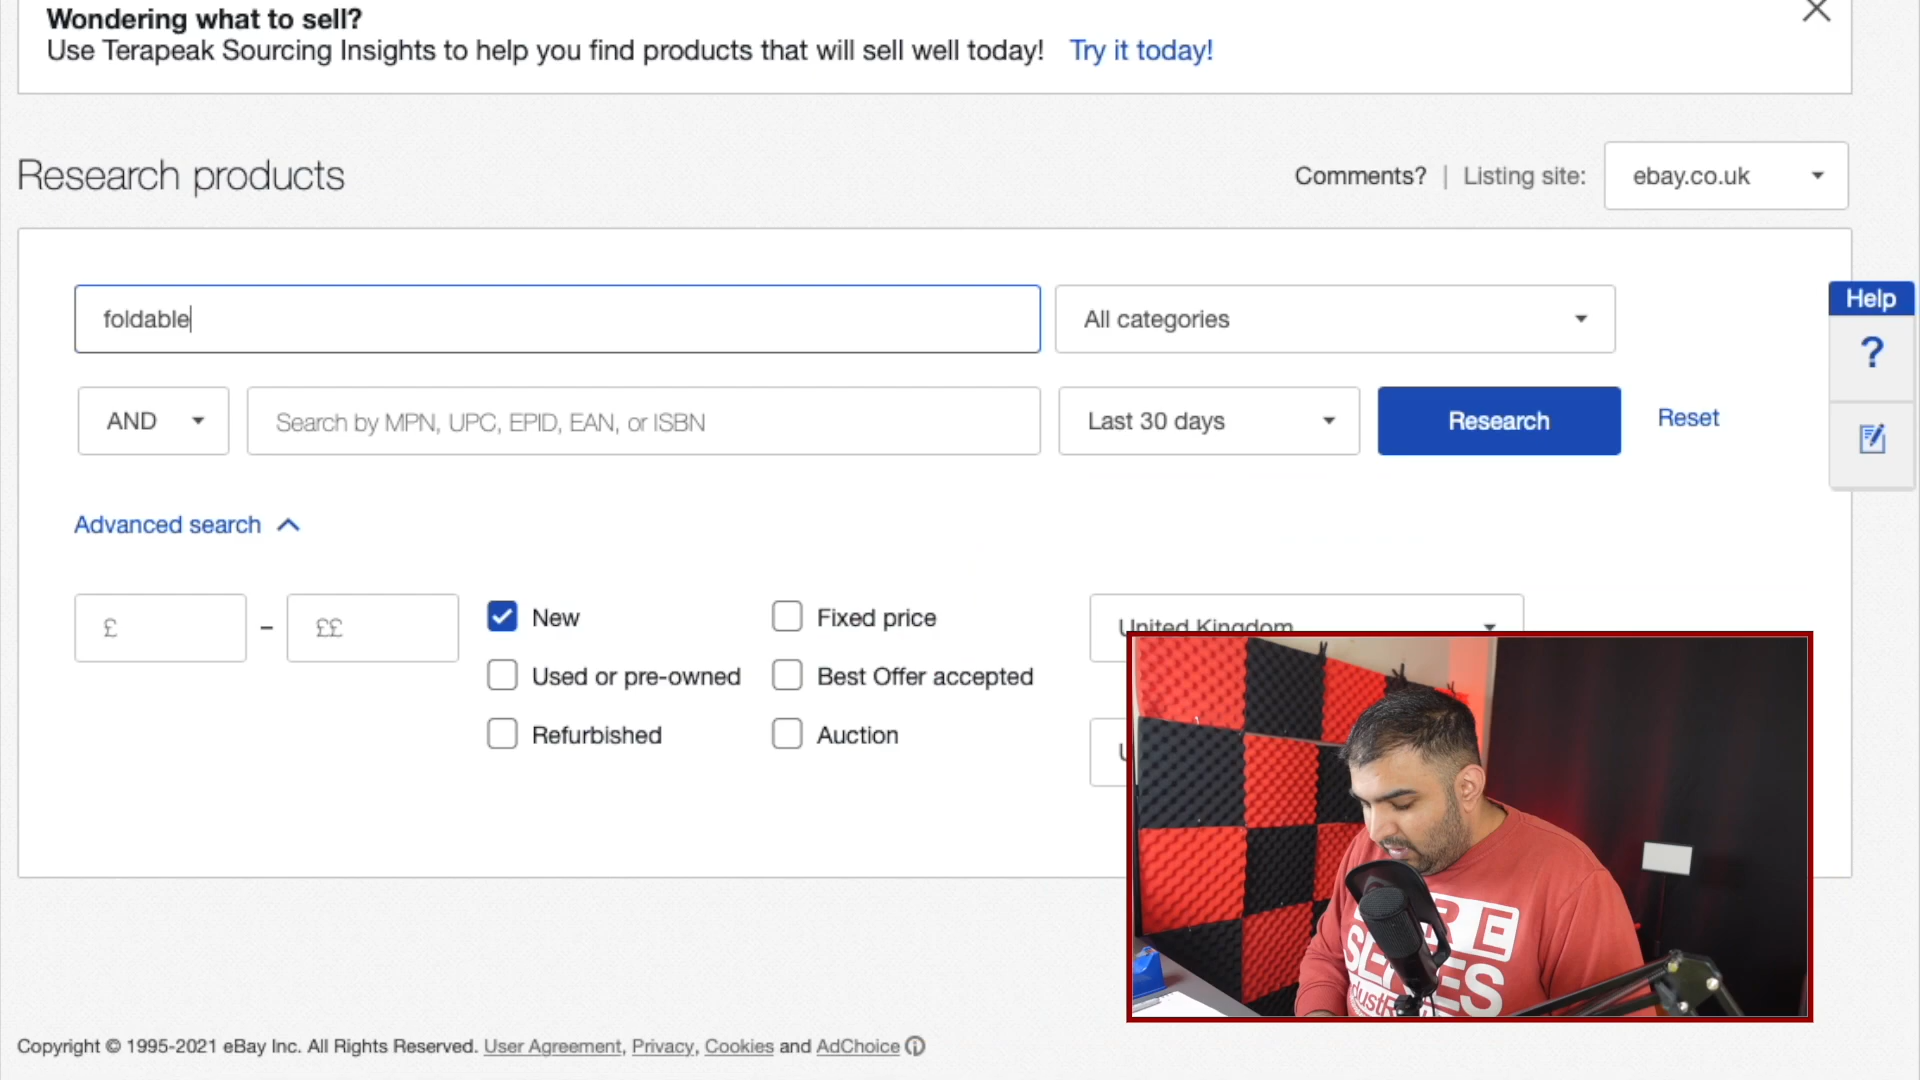 Wondering what to sell?
Use Terapeak Sourcing Insights to help you find products that will sell well today! Try it today!
Research products
Comments? | Listing site: ebay.co.uk
foldable
All categories
Help
?
AND
Search by MPN, UPC, EPID, EAN, or ISBN
Last 30 days
Research
Reset
Advanced search
£ - ££
New
Fixed price
United Kingdom
Used or pre-owned
Best Offer accepted
Refurbished
Auction
Copyright © 1995-2021 eBay Inc. All Rights Reserved. User Agreement, Privacy, Cookies and AdChoice